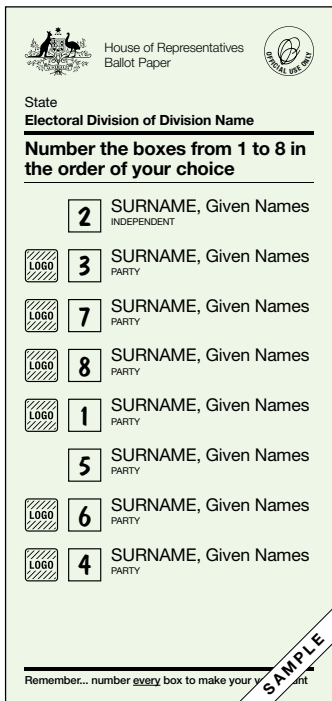 House of Representatives
Ballot Paper
OFFICIAL USE ONLY
State
Electoral Division of Division Name
Number the boxes from 1 to 8 in
the order of your choice
2 SURNAME, Given Names
INDEPENDENT
LOGO 3 SURNAME, Given Names
PARTY
LOGO 7 SURNAME, Given Names
PARTY
LOGO 8 SURNAME, Given Names
PARTY
LOGO 1 SURNAME, Given Names
PARTY
5 SURNAME, Given Names
PARTY
LOGO 6 SURNAME, Given Names
PARTY
LOGO 4 SURNAME, Given Names
PARTY
Remember... number every box to make your
SAMPLE